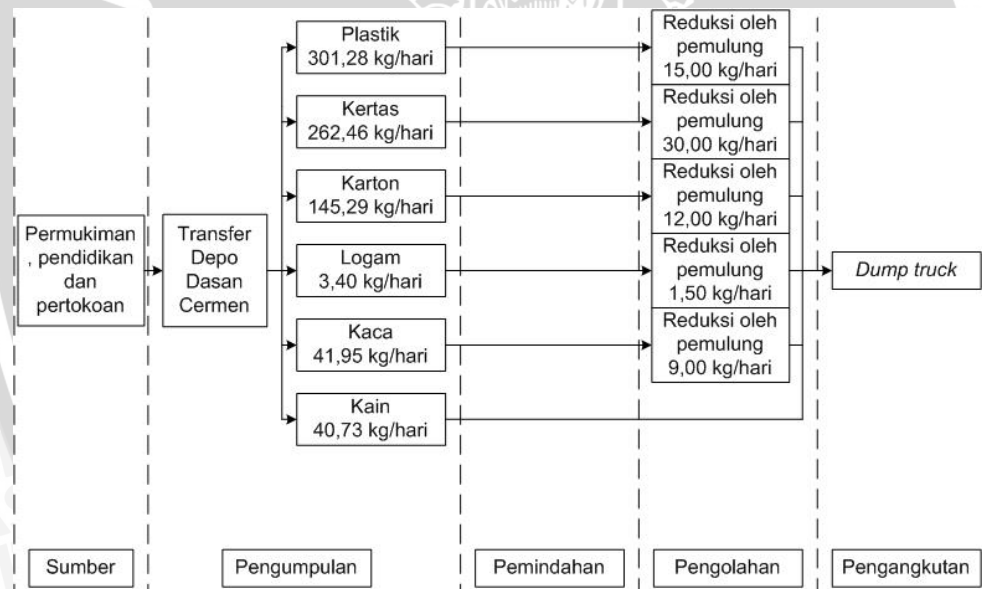 Permukiman
, pendidikan
dan
pertokoan
Transfer
Depo
Dasan
Cermen
Plastik
301,28 kg/hari
Kertas
262,46 kg/hari
Karton
145,29 kg/hari
Logam
3,40 kg/hari
Kaca
41,95 kg/hari
Kain
40,73 kg/hari
Reduksi oleh
pemulung
15,00 kg/hari
Reduksi oleh
pemulung
30,00 kg/hari
Reduksi oleh
pemulung
12,00 kg/hari
Reduksi oleh
pemulung
1,50 kg/hari
Reduksi oleh
pemulung
9,00 kg/hari
Dump truck
Sumber
Pengumpulan
Pemindahan
Pengolahan
Pengangkutan